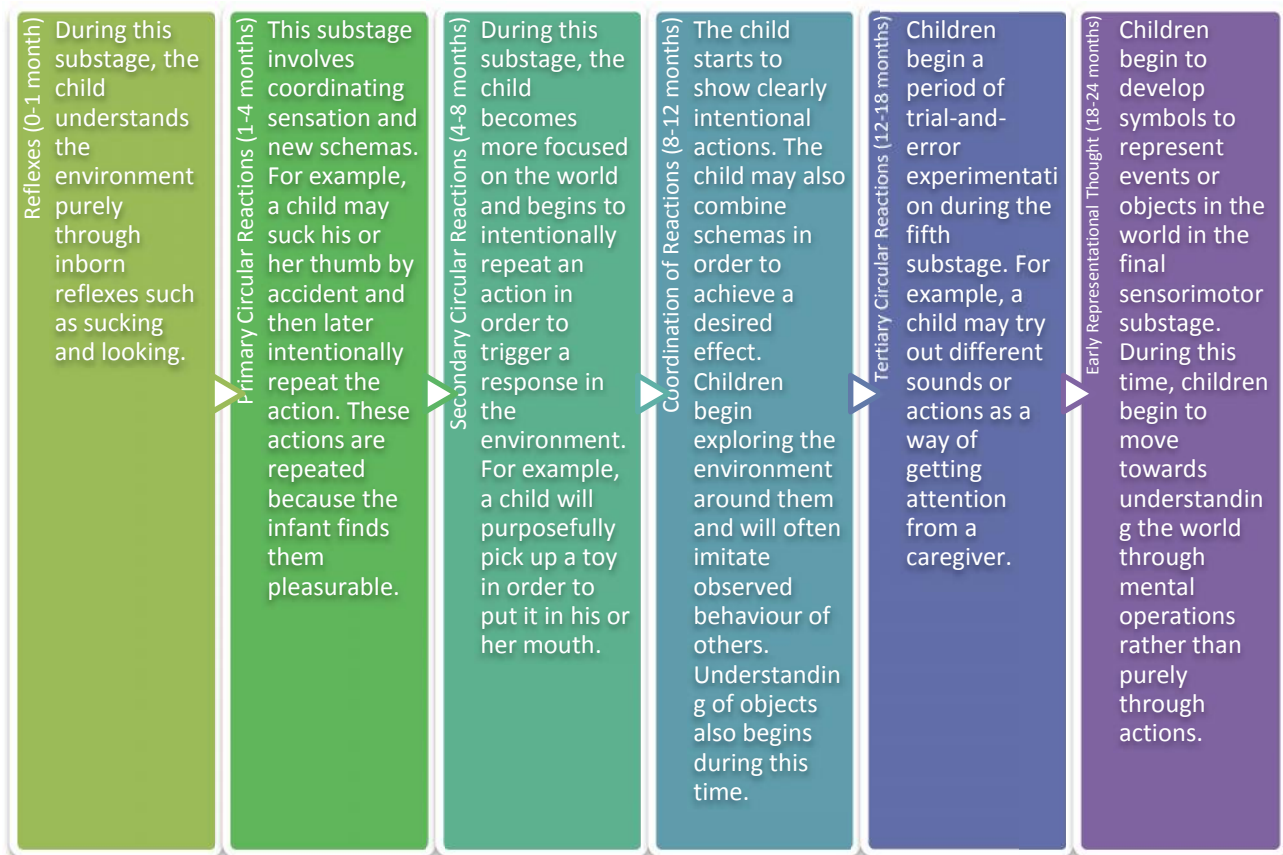 Reflexes (0-1 month)
During this
substage, the
child
understands
the
environment
purely
through
inborn
reflexes such
as sucking
and looking.
Primary Circular Reactions (1-4 months)
This substage
involves
coordinating
sensation and
new schemas.
For example,
a child may
suck his or
her thumb by
accident and
then later
intentionally
repeat the
action. These
actions are
repeated
because the
infant finds
them
pleasurable.
Secondary Circular Reactions (4-8 months)
During this
substage, the
child
becomes
more focused
on the world
and begins to
intentionally
repeat an
action in
order to
trigger a
response in
the
environment.
For example,
a child will
purposefully
pick up a toy
in order to
put it in his or
her mouth.
Coordination of Reactions (8-12 months)
The child
starts to
show clearly
intentional
actions. The
child may also
combine
schemas in
order to
achieve a
desired
effect.
Children
begin
exploring the
environment
around them
and will often
imitate
observed
behaviour of
others.
Understandin
g of objects
also begins
during this
time.
Tertiary Circular Reactions (12-18 months)
Children
begin a
period of
trial-and-
error
experimentati
on during the
fifth
substage. For
example, a
child may try
out different
sounds or
actions as a
way of
getting
attention
from a
caregiver.
Early Representational Thought (18-24 months)
Children
begin to
develop
symbols to
represent
events or
objects in the
world in the
final
sensorimotor
substage.
During this
time, children
begin to
move
towards
understandin
g the world
through
mental
operations
rather than
purely
through
actions.